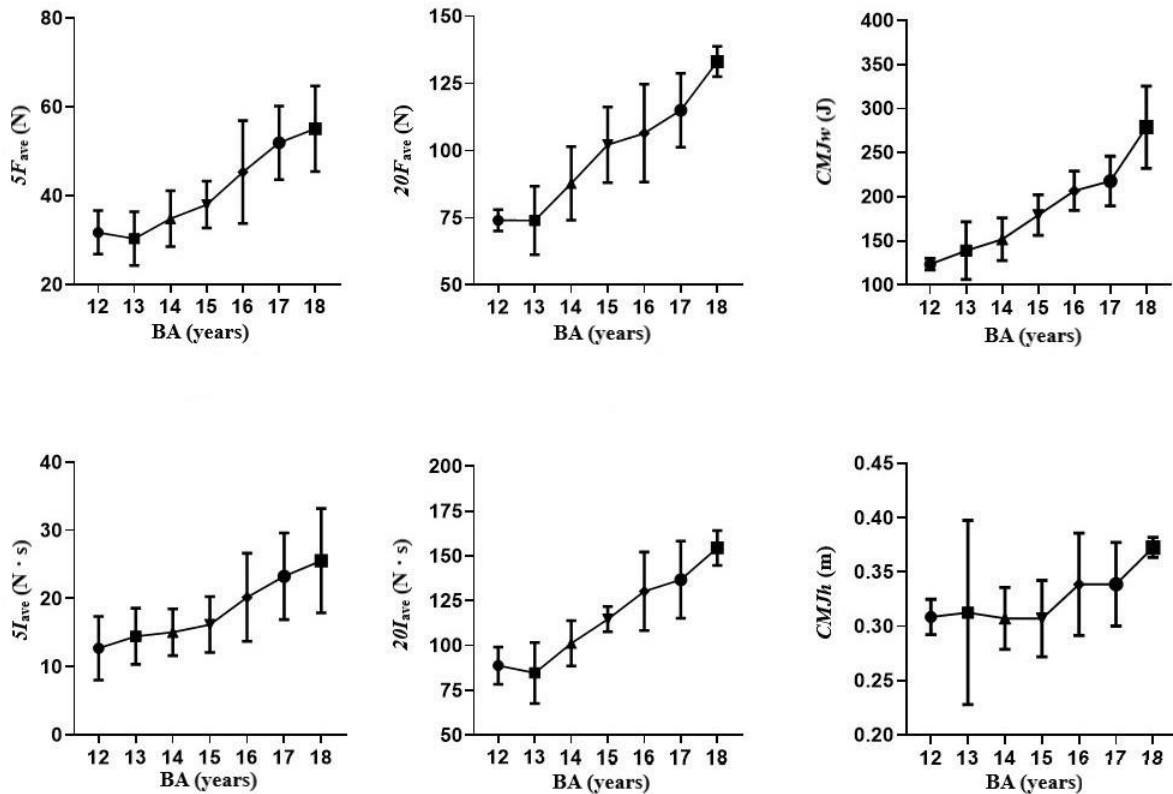 80
60
40
20
5Fave (N)
12 13 14 15 16 17 18
BA (years)
150
125
100
75
50
20Fave (N)
12 13 14 15 16 17 18
BA (years)
400
350
300
250
200
150
100
CMJw (J)
12 13 14 15 16 17 18
BA (years)
40
30
20
10
0
5Iave (N · s)
12 13 14 15 16 17 18
BA (years)
200
175
150
125
100
75
50
20Iave (N · s)
12 13 14 15 16 17 18
BA (years)
0.45
0.40
0.35
0.30
0.25
0.20
CMJh (m)
12 13 14 15 16 17 18
BA (years)